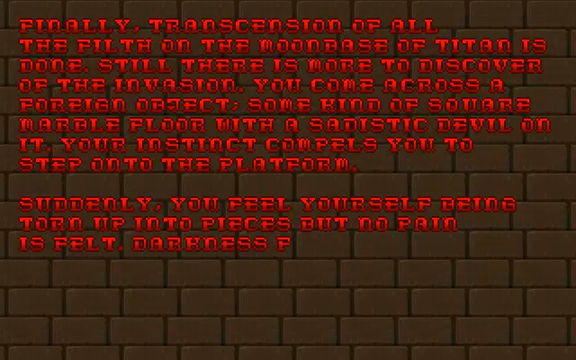 FINALLY, TRANSCENSION OF ALL
THE FILTH ON THE MOONBASE OF TITAN IS
DONE. STILL THERE IS MORE TO DISCOVER
OF THE INVASION. YOU COME ACROSS A
FOREIGN OBJECT; SOME KIND OF SQUARE
MARBLE FLOOR WITH A SADISTIC DEVIL ON
IT. YOUR INSTINCT COMPELS YOU TO
STEP ONTO THE PLATFORM.
SUDDENLY, YOU FEEL YOURSELF BEING
TORN UP INTO PIECES BUT NO PAIN
IS FELT. DARKNESS F